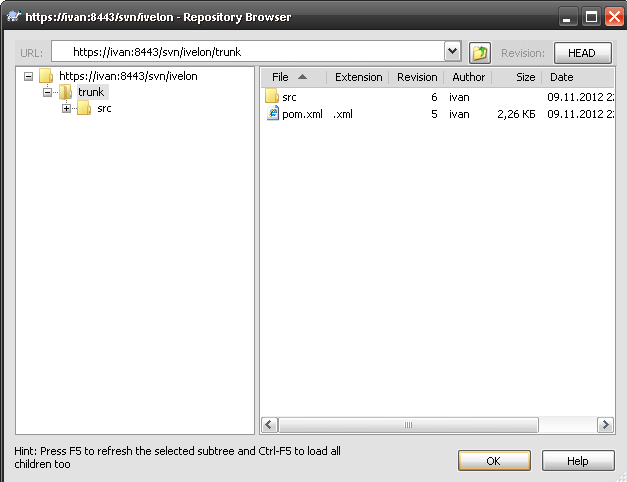 https://ivan:8443/svn/ivelon - Repository Browser
URL: https://ivan:8443/svn/ivelon/trunk Revision: HEAD
https://ivan:8443/svn/ivelon
trunk
src
File Extension Revision Author Size Date
src 6 ivan 09.11.2012 2
pom.xml .xml 5 ivan 2,26 КБ 09.11.2012 2
Hint: Press F5 to refresh the selected subtree and Ctrl-F5 to load all
children too
OK Help